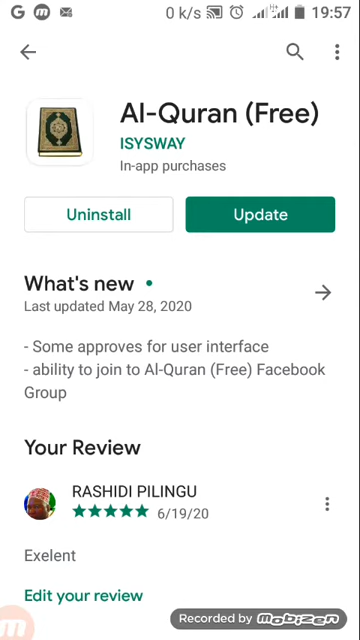 0 k/s 19:57
Al-Quran (Free)
ISYSWAY
In-app purchases
Uninstall
Update
What's new
Last updated May 28, 2020
- Some approves for user interface
- ability to join to Al-Quran (Free) Facebook
Group
Your Review
RASHIDI PILINGU
6/19/20
Exelent
Edit your review
Recorded by mobizen